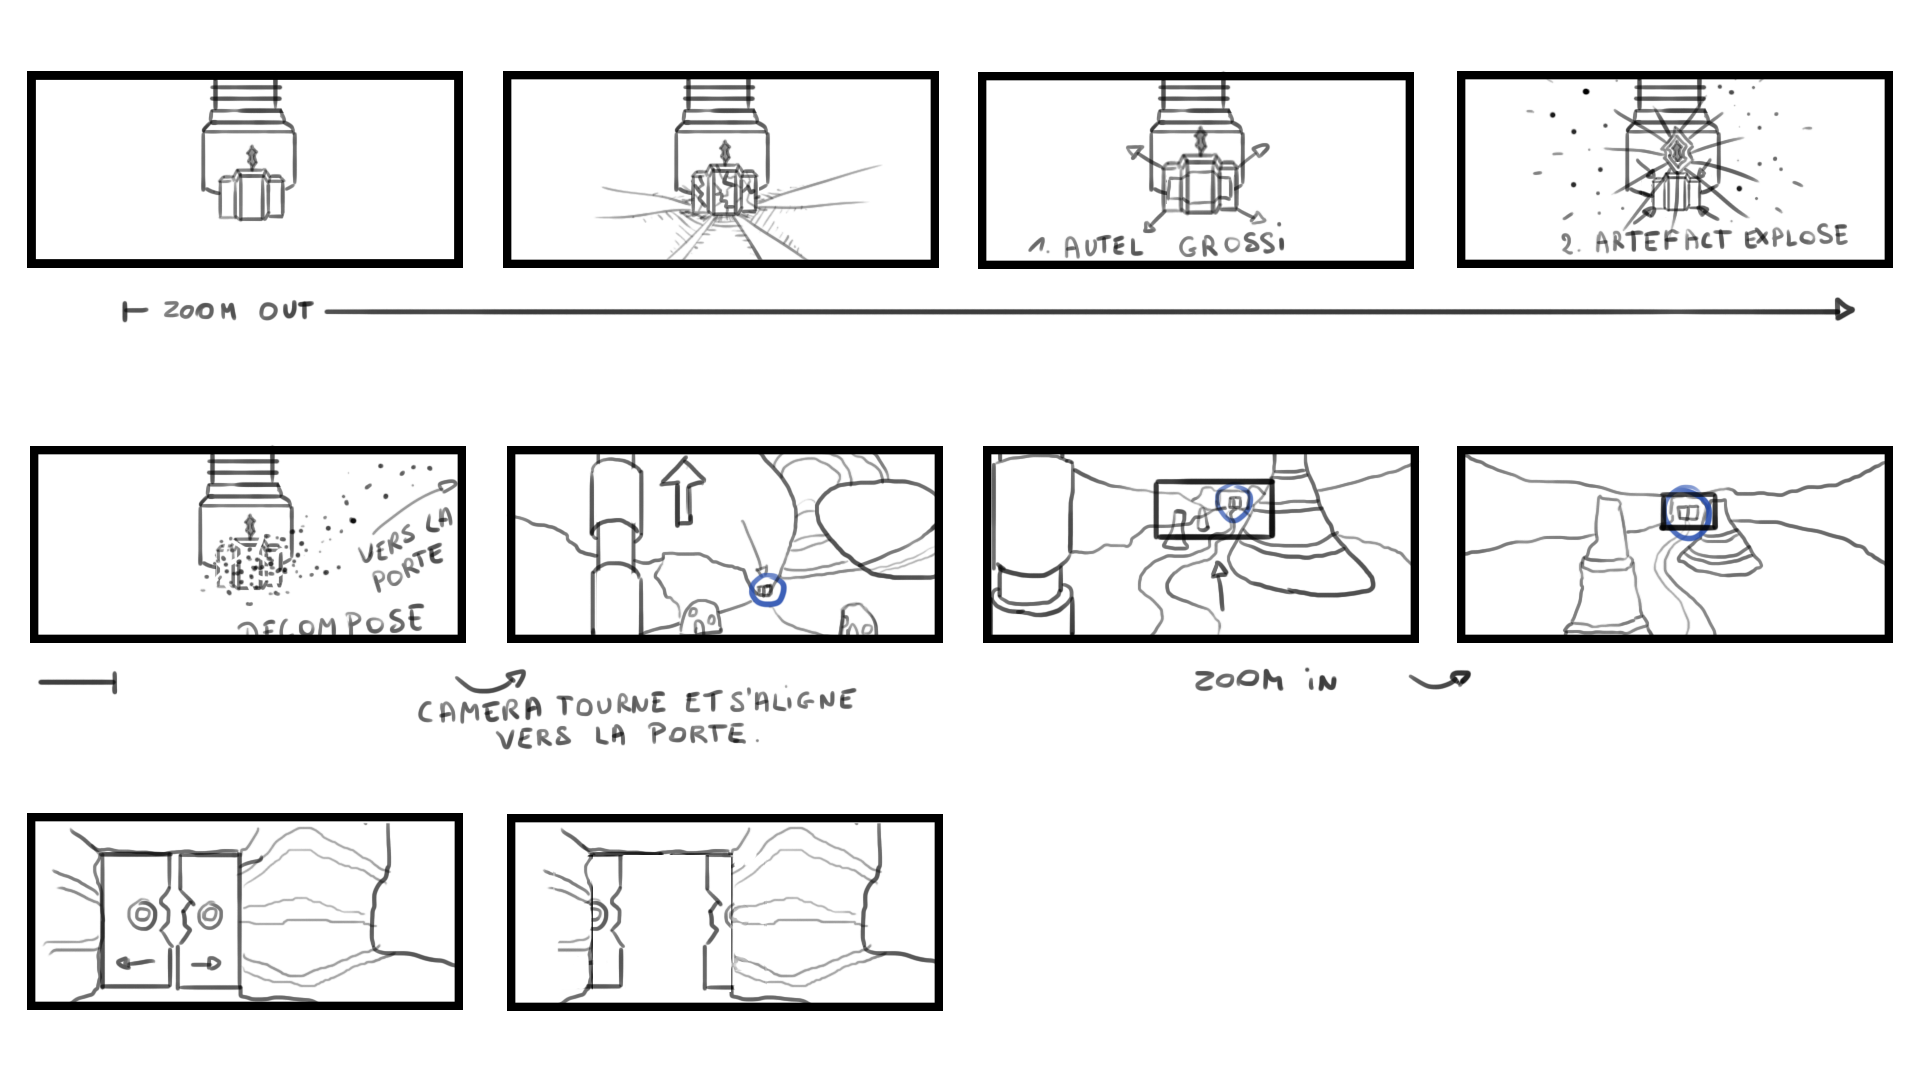 1. AUTEL GROSSI
2. ARTEFACT EXPLOSE
ZOOM OUT
VERS LA
PORTE
DECOMPOSE
CAMERA TOURNE ET S'ALiGNE
VERS LA PORTE.
ZOOM iN